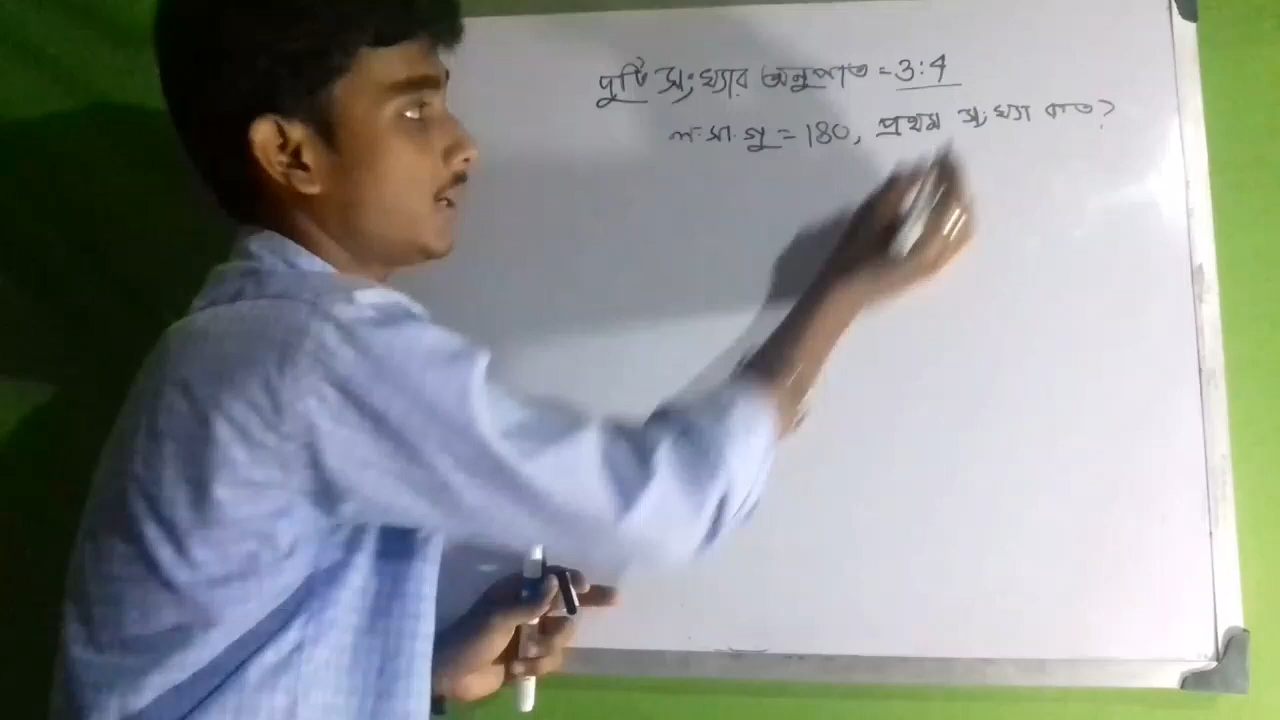 দুটি সংখ্যার অনুপাত = 3:4
ল.সা.গু = 180, প্রথম সংখ্যা কত?